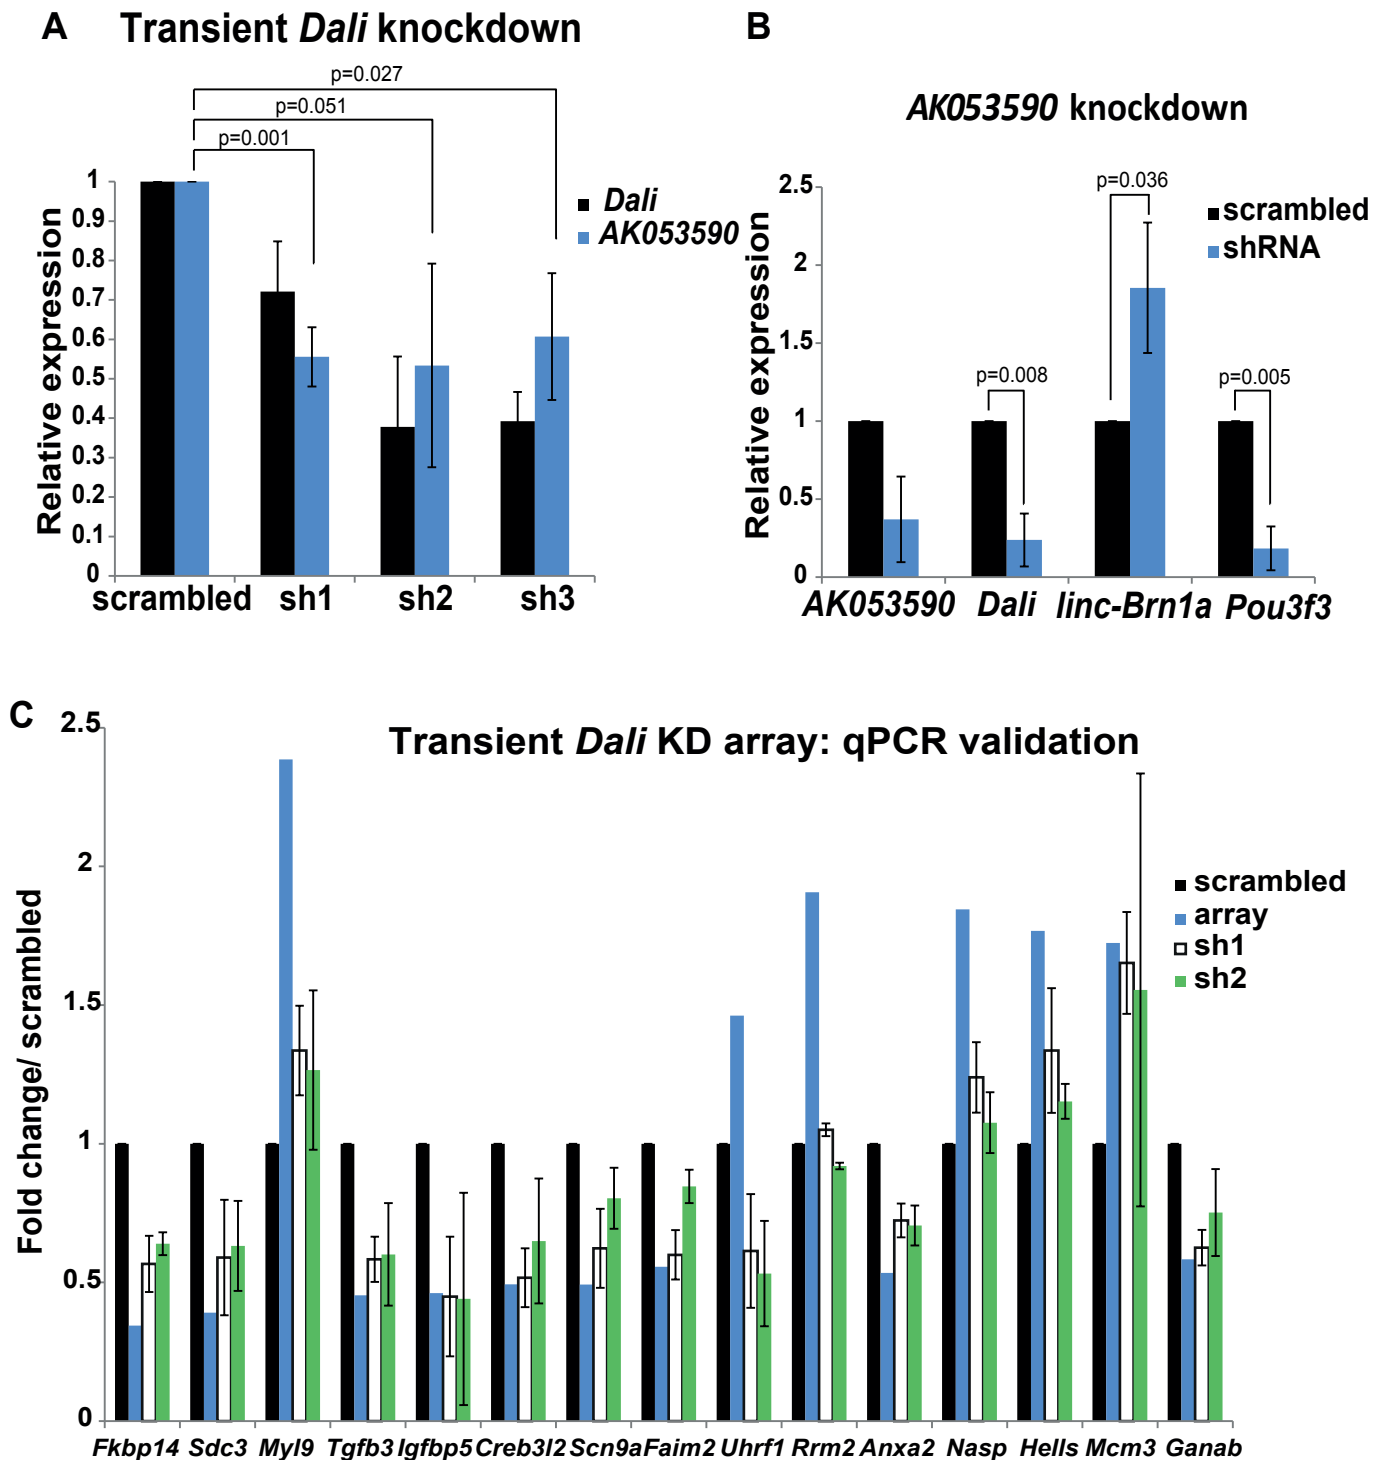 A Transient Dali knockdown
p=0.027
p=0.051
p=0.001
1
0.9
0.8
0.7
0.6
0.5
0.4
0.3
0.2
0.1
0
Relative expression
Dali
AK053590
scrambled sh1 sh2 sh3
B
AK053590 knockdown
2.5
2
1.5
1
0.5
0
Relative expression
p=0.036
p=0.008
p=0.005
scrambled
shRNA
AK053590 Dali linc-Brn1a Pou3f3
C
Transient Dali KD array: qPCR validation
2.5
2
1.5
1
0.5
0
Fold change/ scrambled
scrambled
array
sh1
sh2
Fkbp14 Sdc3 Myl9 Tgfb3 Igfbp5 Creb3l2 Scn9a Faim2 Uhrf1 Rrm2 Anxa2 Nasp Hells Mcm3 Ganab